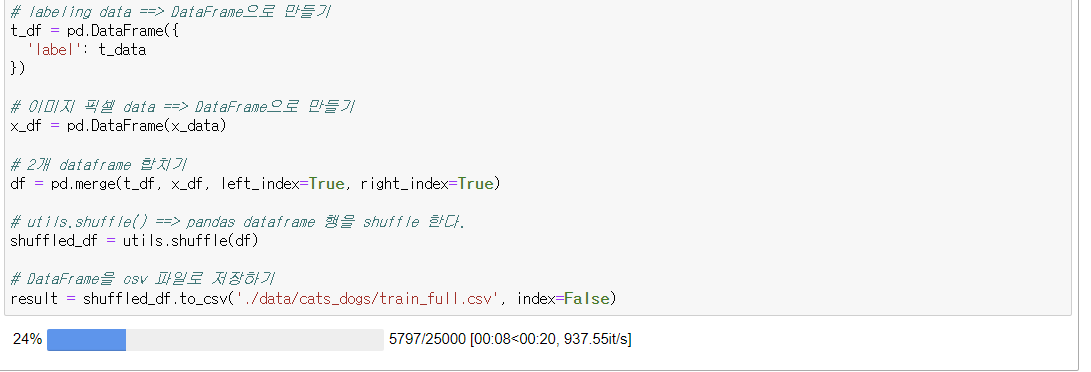 # labeling data ==> DataFrame으로 만들기
t_df = pd.DataFrame({
  'label': t_data
})
# 이미지 픽셀 data ==> DataFrame으로 만들기
x_df = pd.DataFrame(x_data)
# 2개 dataframe 합치기
df = pd.merge(t_df, x_df, left_index=True, right_index=True)
# utils.shuffle() ==> pandas dataframe 행을 shuffle 한다.
shuffled_df = utils.shuffle(df)
# DataFrame을 csv 파일로 저장하기
result = shuffled_df.to_csv('./data/cats_dogs/train_full.csv', index=False)
24% 5797/25000 [00:08<00:20, 937.55it/s]